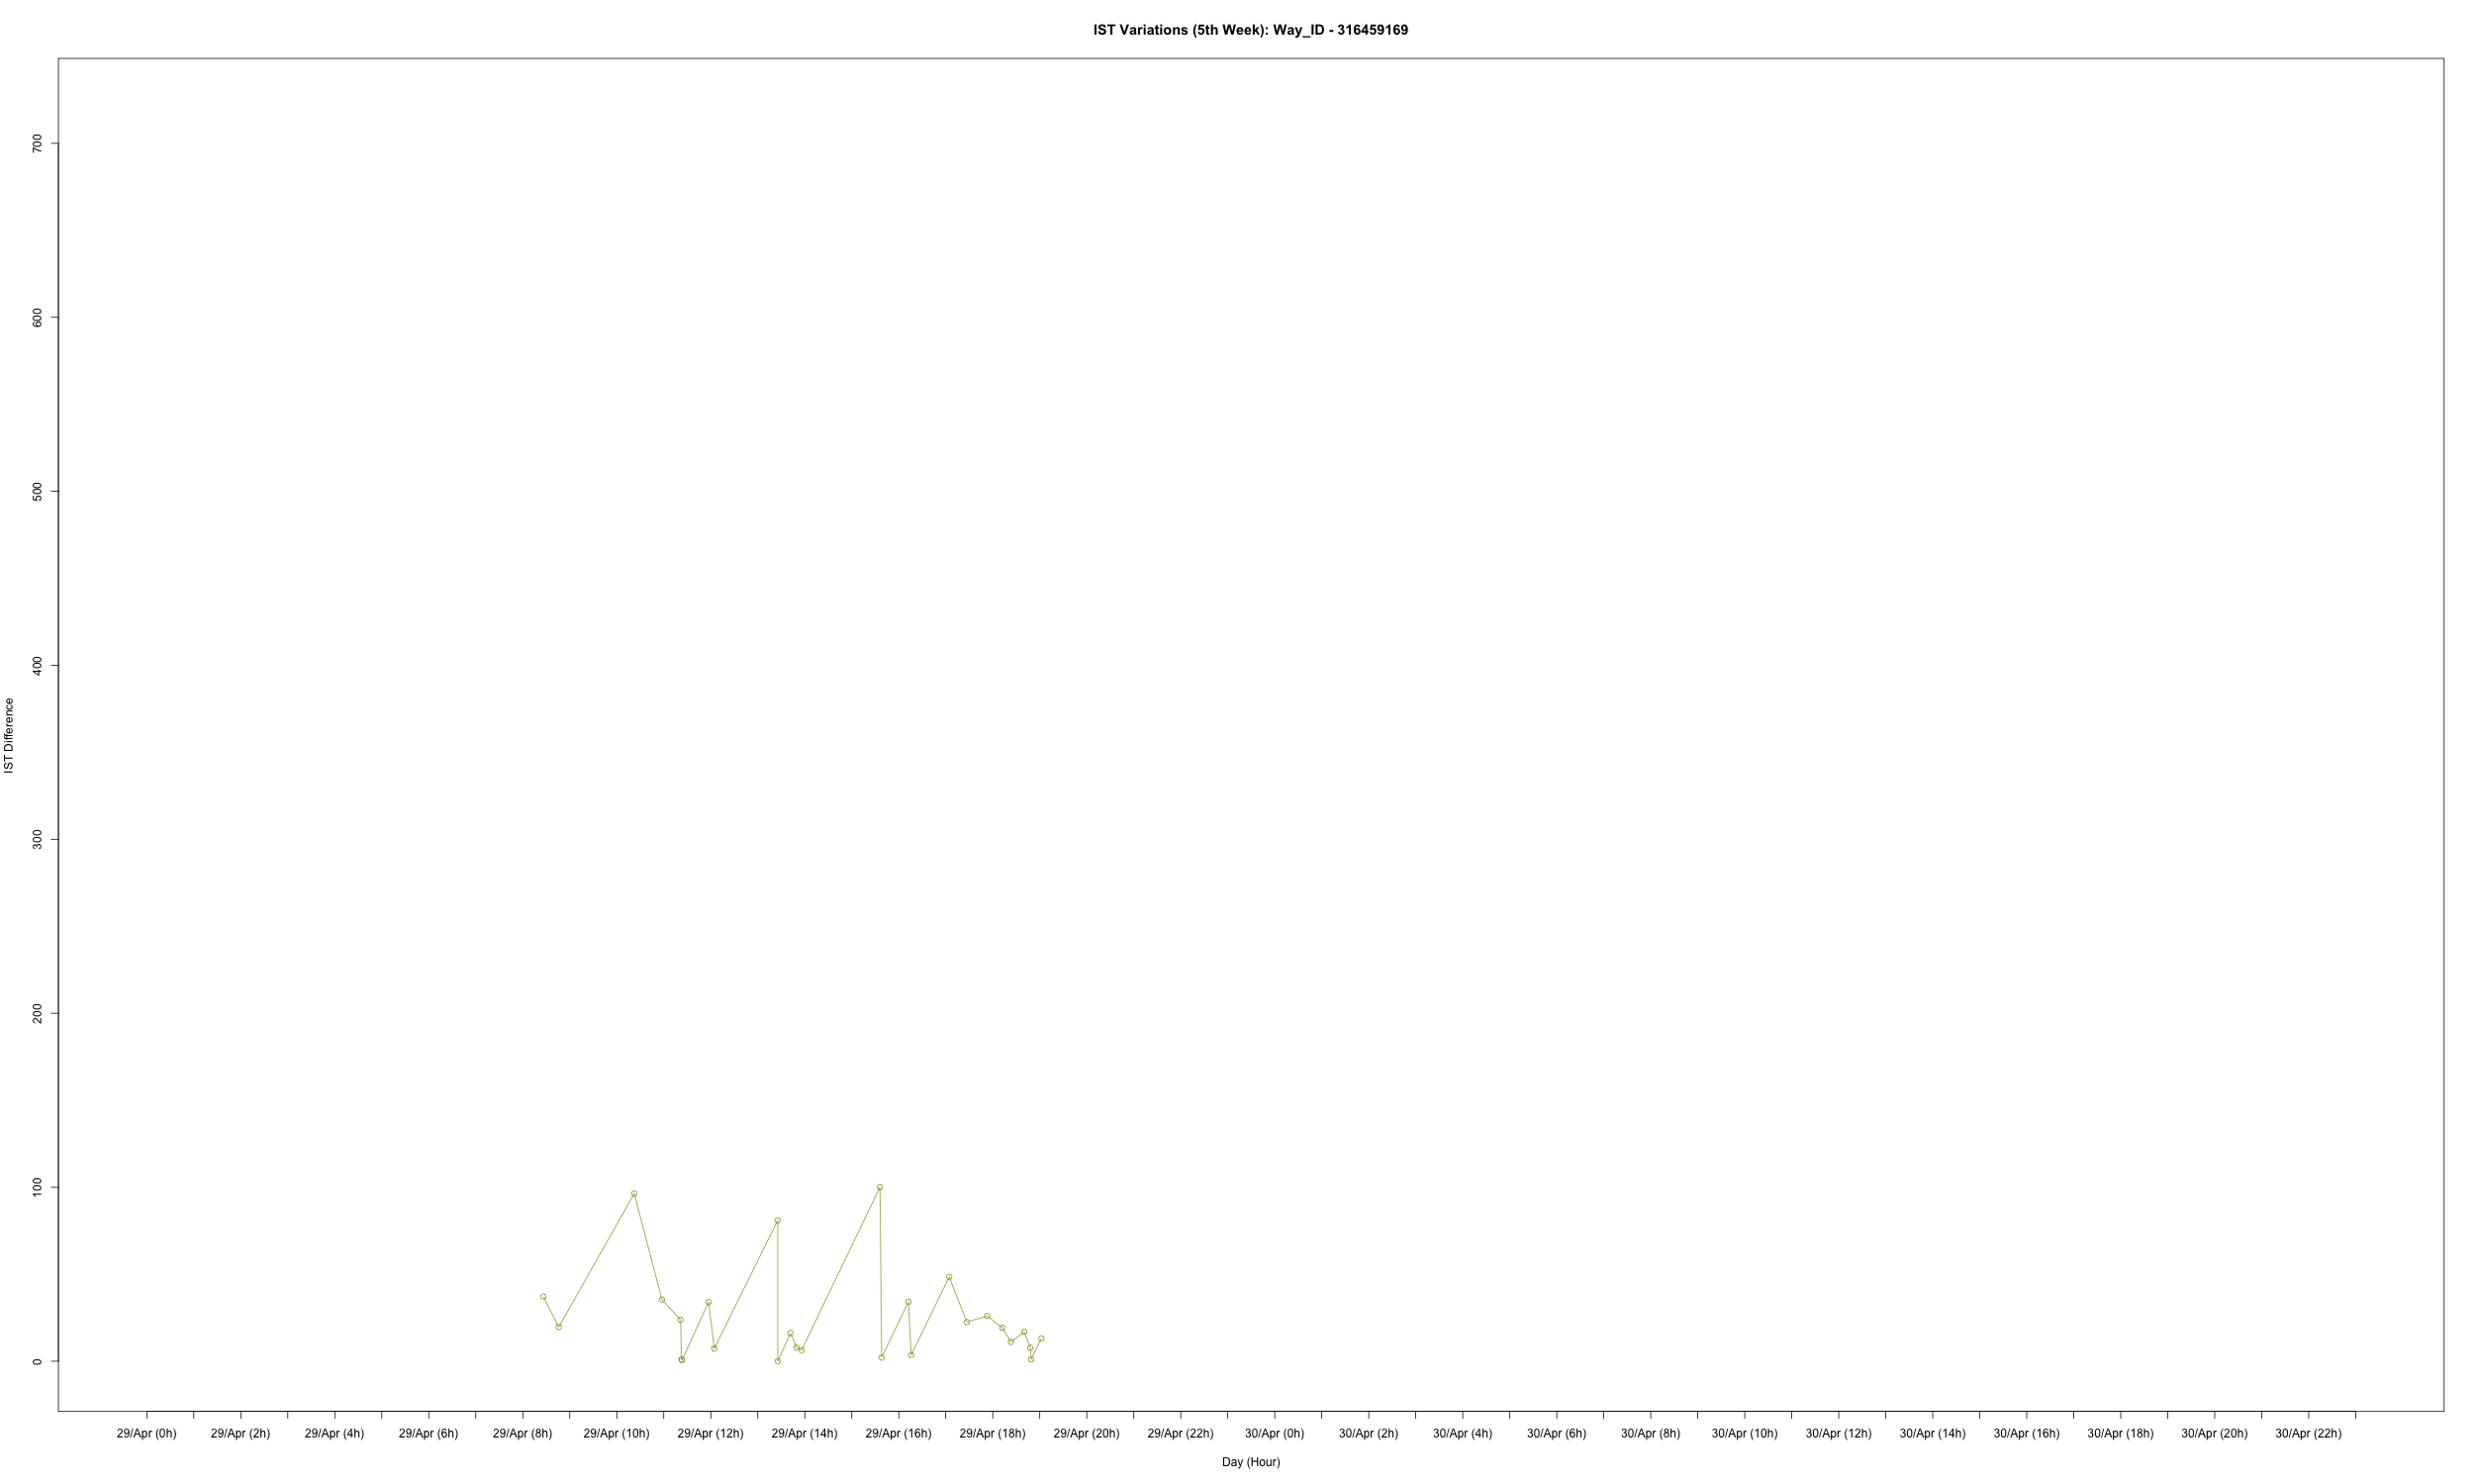 IST Variations (5th Week): Way_ID - 316459169
700
600
500
400
300
200
100
0
IST Difference
29/Apr (0h) 29/Apr (2h) 29/Apr (4h) 29/Apr (6h) 29/Apr (8h) 29/Apr (10h) 29/Apr (12h) 29/Apr (14h) 29/Apr (16h) 29/Apr (18h) 29/Apr (20h) 29/Apr (22h) 30/Apr (0h) 30/Apr (2h) 30/Apr (4h) 30/Apr (6h) 30/Apr (8h) 30/Apr (10h) 30/Apr (12h) 30/Apr (14h) 30/Apr (16h) 30/Apr (18h) 30/Apr (20h) 30/Apr (22h)
Day (Hour)